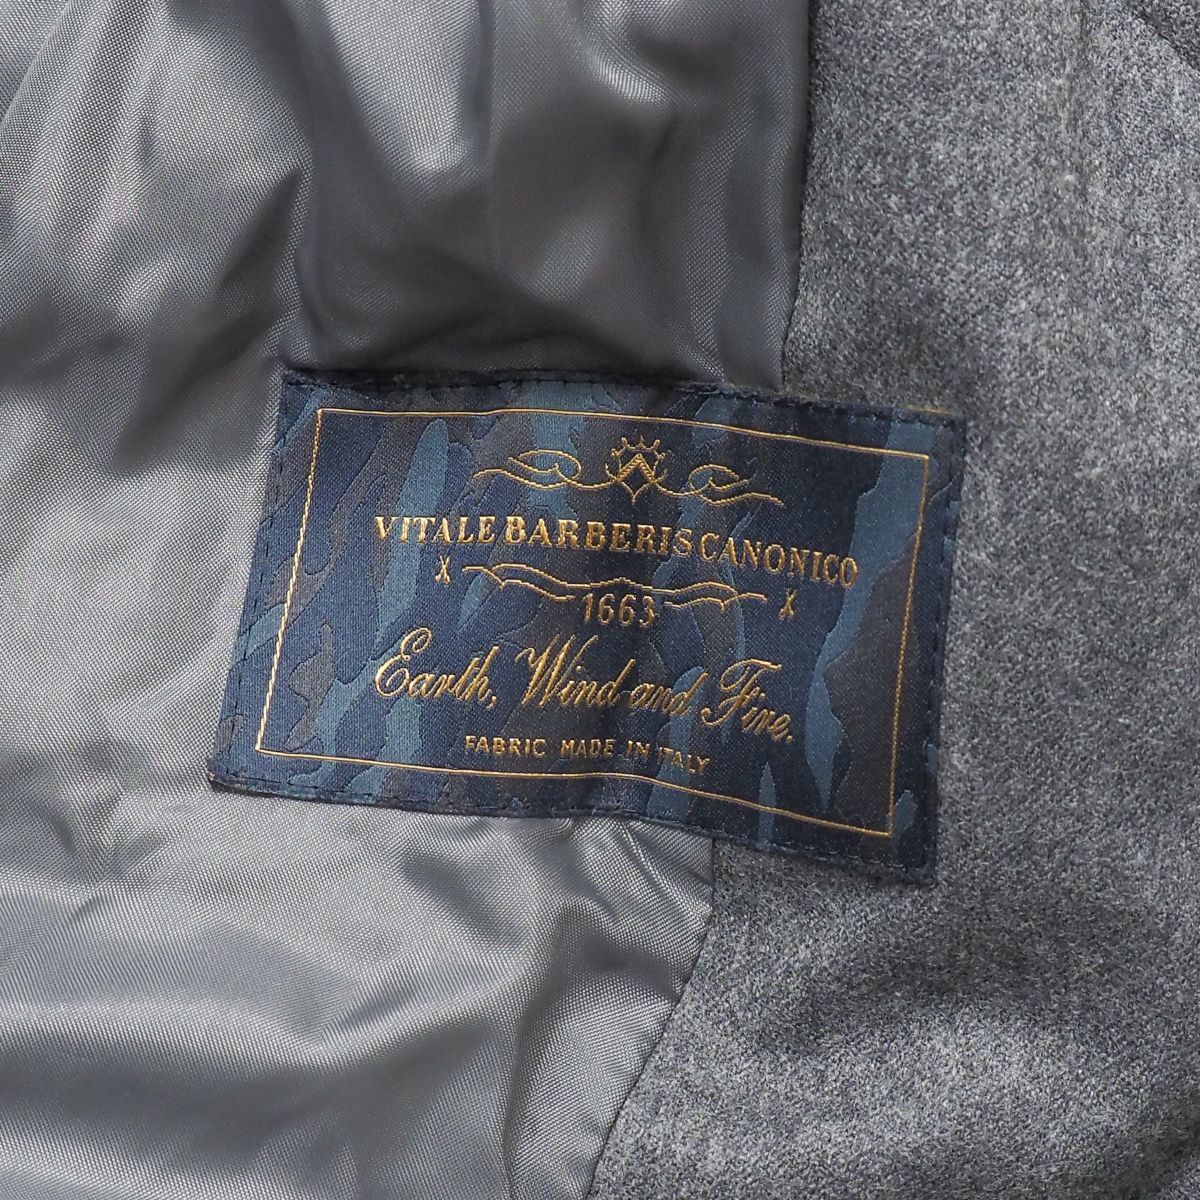 VITALE BARBERIS CANONICO
1663
Earth, Wind and Fire.
FABRIC MADE IN ITALY